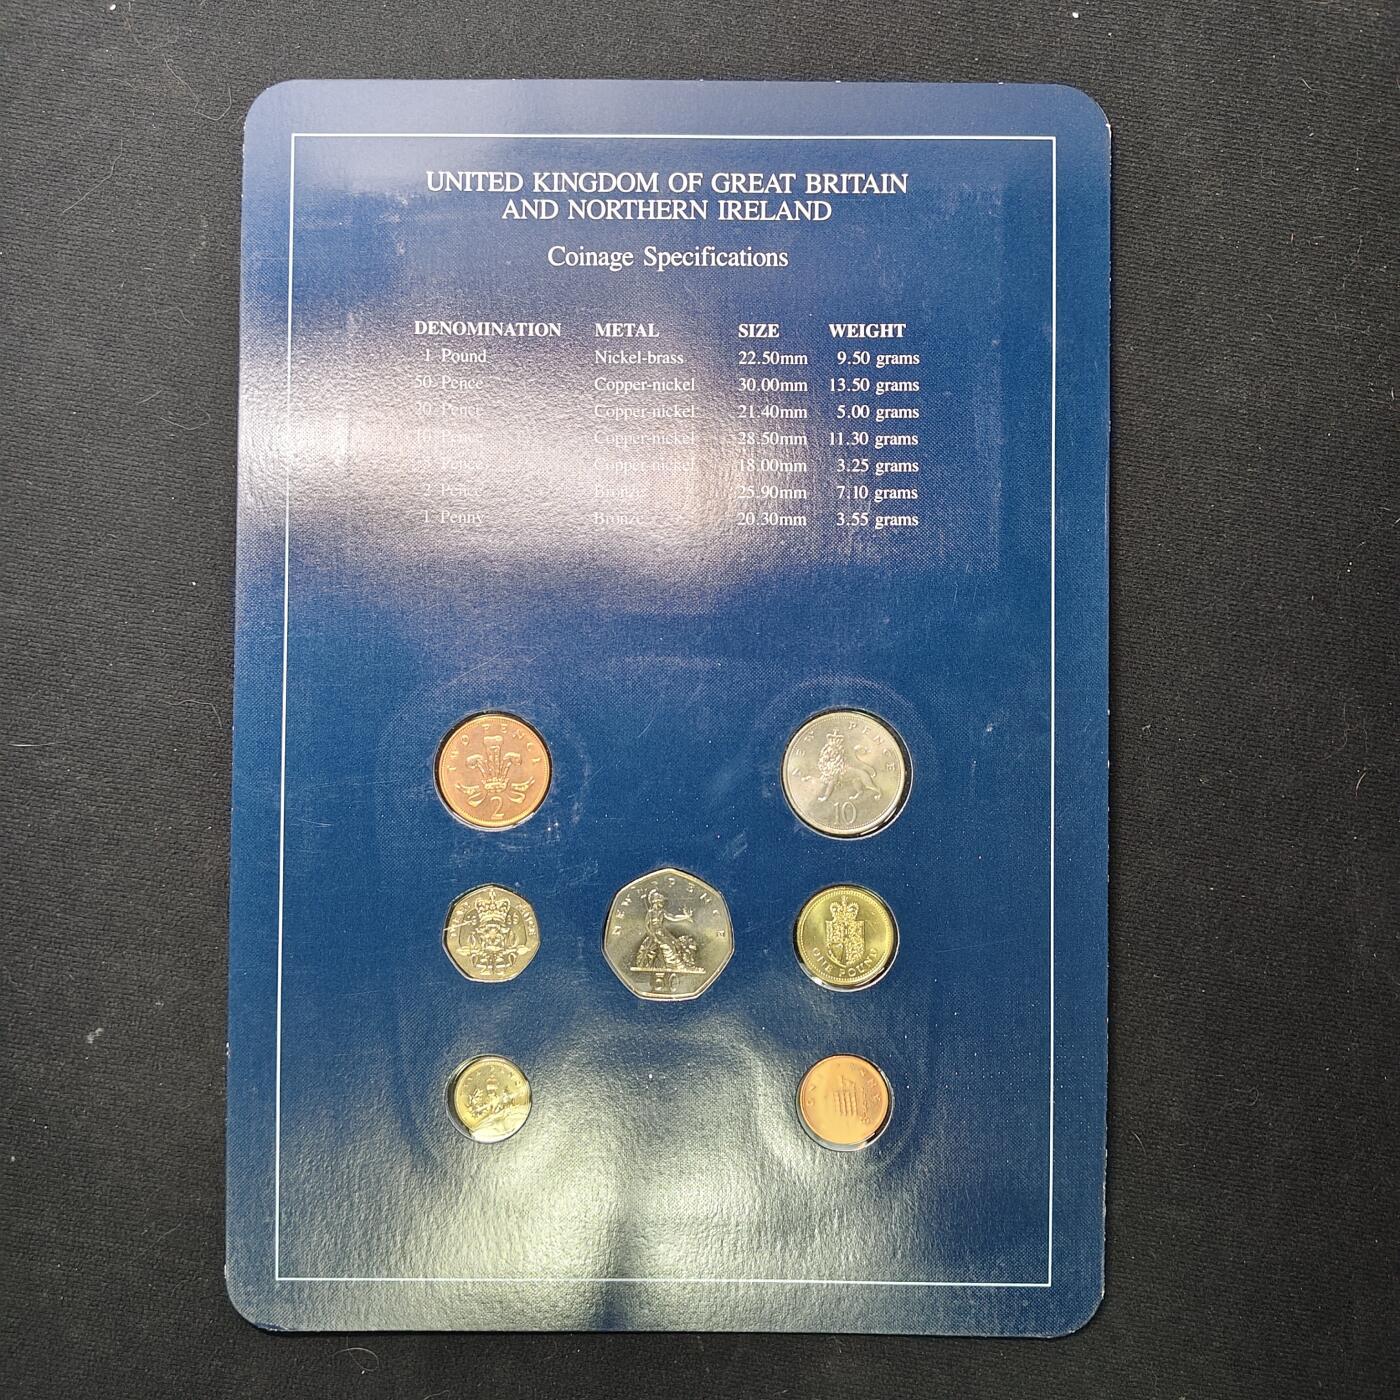 UNITED KINGDOM OF GREAT BRITAIN
AND NORTHERN IRELAND
Coinage Specifications
DENOMINATION METAL SIZE WEIGHT
1 Pound Nickel-brass 22.50mm 9.50 grams
50 Pence Copper-nickel 30.00mm 13.50 grams
20 Pence Copper-nickel 21.40mm 5.00 grams
10 Pence Copper-nickel 28.50mm 11.30 grams
Pence Copper-nickel 18.00mm 3.25 grams
2 Pence Bronze 25.90mm 7.10 grams
1 Penny Bronze 20.30mm 3.55 grams
TWO PENCE
2
NEW PENCE
10
NEW PENCE
50
ONE POUND